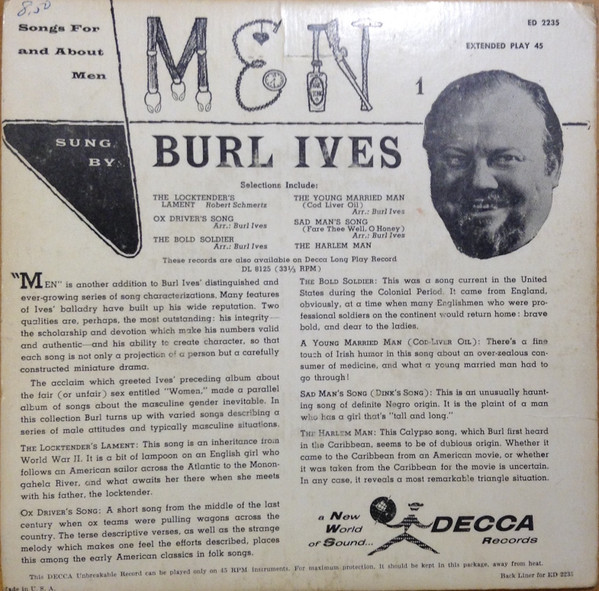 8.50
Songs For
and About
Men
MEN
ED 2235
EXTENDED PLAY 45
1
SUNG
BY
BURL IVES
Selections Include:
THE LOCKTENDER'S
LAMENT Robert Schmertz
OX DRIVER'S SONG
Arr.: Burl Ives
THE BOLD SOLDIER
Arr.: Burl Ives
THE YOUNG MARRIED MAN
(Cod Liver Oil)
Arr.: Burl Ives
SAD MAN'S SONG
(Fare Thee Well, O Honey)
Arr.: Burl Ives
THE HARLEM MAN
These records are also available on Decca Long Play Record
DL 8125 (33⅓ RPM)
"MEN" is another addition to Burl Ives' distinguished and
ever-growing series of song characterizations. Many features
of Ives' balladry have built up his wide reputation. Two
qualities are, perhaps, the most outstanding: his integrity—
the scholarship and devotion which make his numbers valid
and authentic—and his ability to create character, so that
each song is not only a projection of a person but a carefully
constructed miniature drama.
The acclaim which greeted Ives' preceding album about
the fair (or unfair) sex entitled "Women," made a parallel
album of songs about the masculine gender inevitable. In
this collection Burl turns up with varied songs describing a
series of male attitudes and typically masculine situations.
THE LOCKTENDER'S LAMENT: This song is an inheritance from
World War II. It is a bit of lampoon on an English girl who
follows an American sailor across the Atlantic to the Monon-
gahela River, and what awaits her there when she meets
with his father, the locktender.
OX DRIVER'S SONG: A short song from the middle of the last
century when ox teams were pulling wagons across the
country. The terse descriptive verses, as well as the strange
melody which makes one feel the efforts described, places
this among the early American classics in folk songs.
THE BOLD SOLDIER: This was a song current in the United
States during the Colonial Period. It came from England,
obviously, at a time when many Englishmen who were pro-
fessional soldiers on the continent would return home: brave
bold, and dear to the ladies.
A YOUNG MARRIED MAN (COD-LIVER OIL): There's a fine
touch of Irish humor in this song about an over-zealous con-
sumer of medicine, and what a young married man had to
go through!
SAD MAN'S SONG (DINK'S SONG): This is an unusually haunt-
ing song of definite Negro origin. It is the plaint of a man
who has a girl that's "tall and long."
THE HARLEM MAN: This Calypso song, which Burl first heard
in the Caribbean, seems to be of dubious origin. Whether it
came to the Caribbean from an American movie, or whether
it was taken from the Caribbean for the movie is uncertain.
In any case, it reveals a most remarkable triangle situation.
a New
World
of Sound...
DECCA
Records
This DECCA Unbreakable Record can be played only on 45 RPM Instruments. For maximum protection, it should be kept in this package, away from heat.
Made in U. S. A.
Back Liner for ED 2235